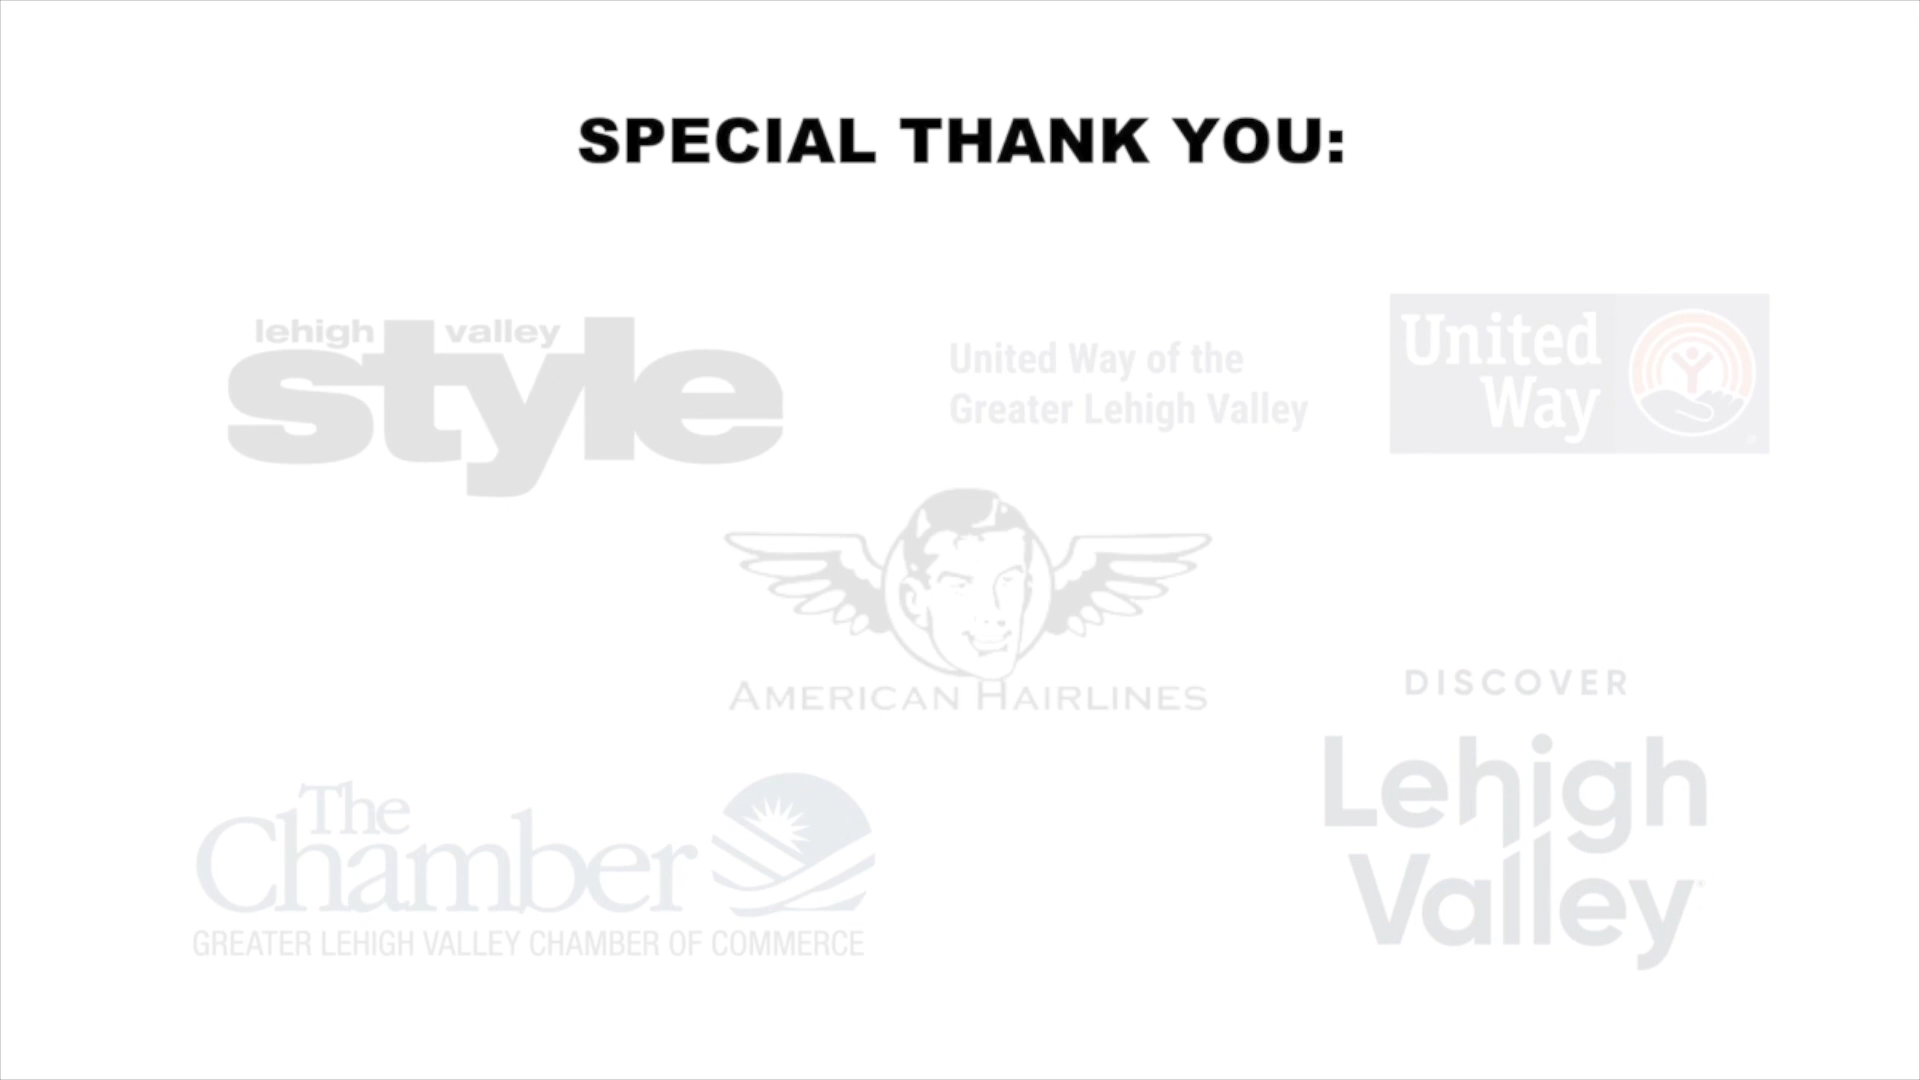 SPECIAL THANK YOU:
lehigh valley
style
United Way of the
Greater Lehigh Valley
United
Way
AMERICAN HAIRLINES
DISCOVER
Lehigh
Valley
The
Chamber
GREATER LEHIGH VALLEY CHAMBER OF COMMERCE